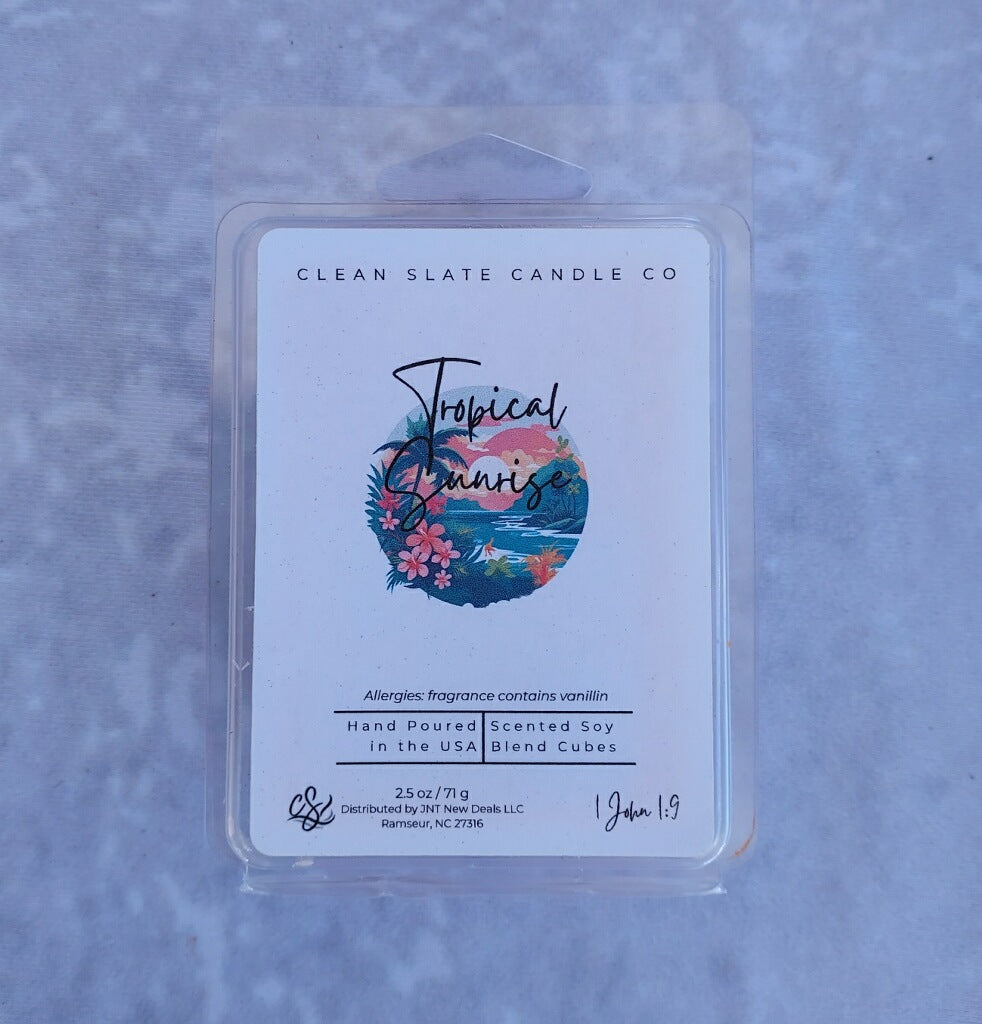 CLEAN SLATE CANDLE CO
Tropical
Sunrise
Allergies: fragrance contains vanillin
Hand Poured
in the USA
Scented Soy
Blend Cubes
CSC
2.5 oz / 71 g
Distributed by JNT New Deals LLC
Ramseur, NC 27316
1 John 1:9